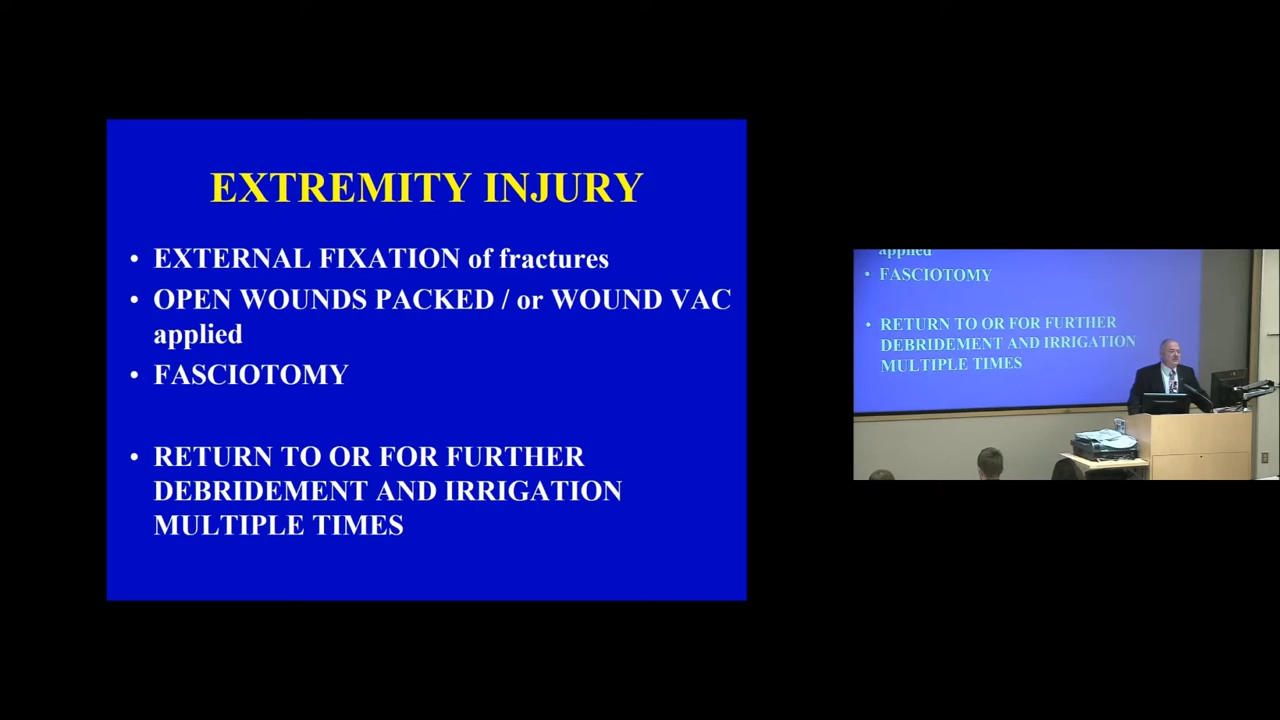 EXTREMITY INJURY
• EXTERNAL FIXATION of fractures
• OPEN WOUNDS PACKED / or WOUND VAC
applied
• FASCIOTOMY
• RETURN TO OR FOR FURTHER
DEBRIDEMENT AND IRRIGATION
MULTIPLE TIMES
applied
• FASCIOTOMY
• RETURN TO OR FOR FURTHER
DEBRIDEMENT AND IRRIGATION
MULTIPLE TIMES